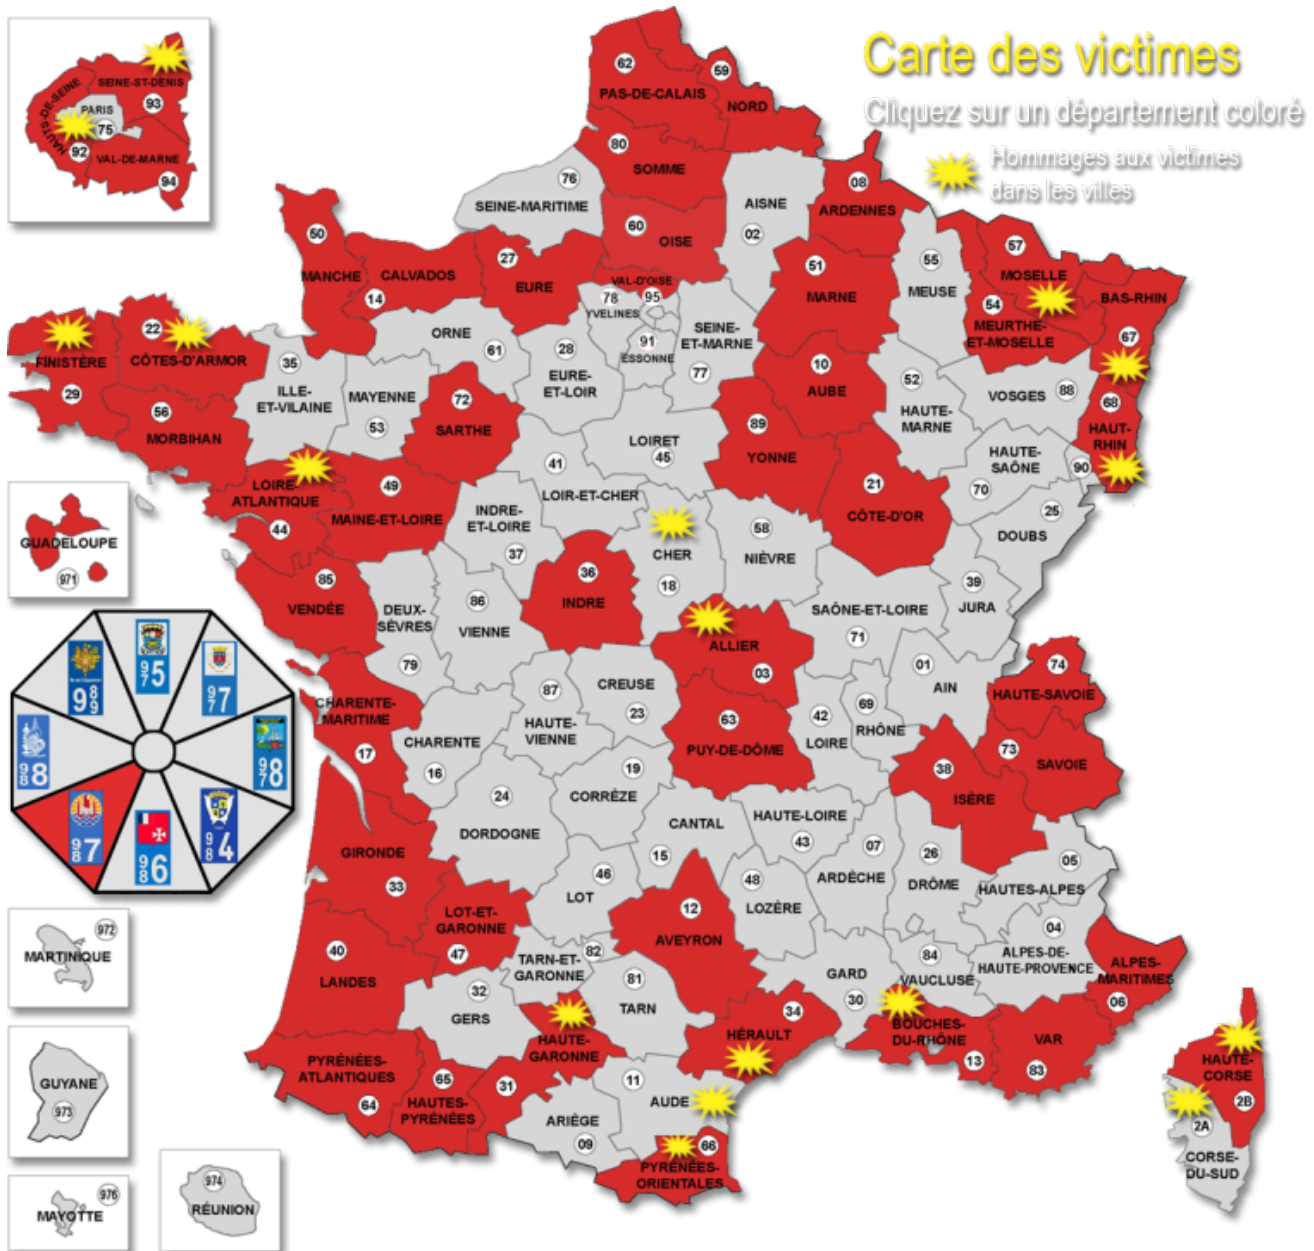 Carte des victimes
Cliquez sur un département coloré
Hommages aux victimes
dans les villes
SEINE-ST-DENIS
93
HAUTS-DE-SEINE
PARIS
75
92
VAL-DE-MARNE
94
62
PAS-DE-CALAIS
59
NORD
80
SOMME
76
SEINE-MARITIME
60
OISE
AISNE
02
08
ARDENNES
50
MANCHE
CALVADOS
14
27
EURE
VAL-D'OISE
95
78
YVELINES
91
ESSONNE
SEINE-
ET-MARNE
77
51
MARNE
55
MEUSE
57
MOSELLE
54
MEURTHE-
ET-MOSELLE
BAS-RHIN
67
FINISTÈRE
29
22
CÔTES-D'ARMOR
56
MORBIHAN
35
ILLE-
ET-VILAINE
ORNE
61
MAYENNE
53
72
SARTHE
28
EURE-
ET-LOIR
10
AUBE
52
HAUTE-
MARNE
VOSGES
88
68
HAUT-
RHIN
LOIRET
45
89
YONNE
41
LOIR-ET-CHER
21
CÔTE-D'OR
HAUTE-
SAÔNE
70
90
25
DOUBS
LOIRE-
ATLANTIQUE
44
49
MAINE-ET-LOIRE
INDRE-
ET-LOIRE
37
CHER
18
58
NIÈVRE
39
JURA
GUADELOUPE
971
85
VENDÉE
DEUX-
SÈVRES
79
86
VIENNE
36
INDRE
ALLIER
03
SAÔNE-ET-LOIRE
71
01
AIN
74
HAUTE-SAVOIE
975
977
978
984
986
987
988
989
CHARENTE-
MARITIME
17
CHARENTE
16
87
HAUTE-
VIENNE
CREUSE
23
63
PUY-DE-DÔME
42
LOIRE
69
RHÔNE
73
SAVOIE
38
ISÈRE
24
DORDOGNE
19
CORRÈZE
CANTAL
15
HAUTE-LOIRE
43
07
ARDÈCHE
26
DRÔME
05
HAUTES-ALPES
GIRONDE
33
LOT-ET-
GARONNE
47
46
LOT
12
AVEYRON
48
LOZÈRE
04
ALPES-DE-
HAUTE-PROVENCE
ALPES-
MARITIMES
06
972
MARTINIQUE
40
LANDES
32
GERS
TARN-ET-
GARONNE
82
81
TARN
GARD
30
84
VAUCLUSE
34
HÉRAULT
BOUCHES-
DU-RHÔNE
13
VAR
83
GUYANE
973
PYRÉNÉES-
ATLANTIQUES
64
65
HAUTES-
PYRÉNÉES
HAUTE-
GARONNE
31
ARIÈGE
09
11
AUDE
66
PYRÉNÉES-
ORIENTALES
HAUTE-
CORSE
2B
2A
CORSE-
DU-SUD
976
MAYOTTE
974
RÉUNION